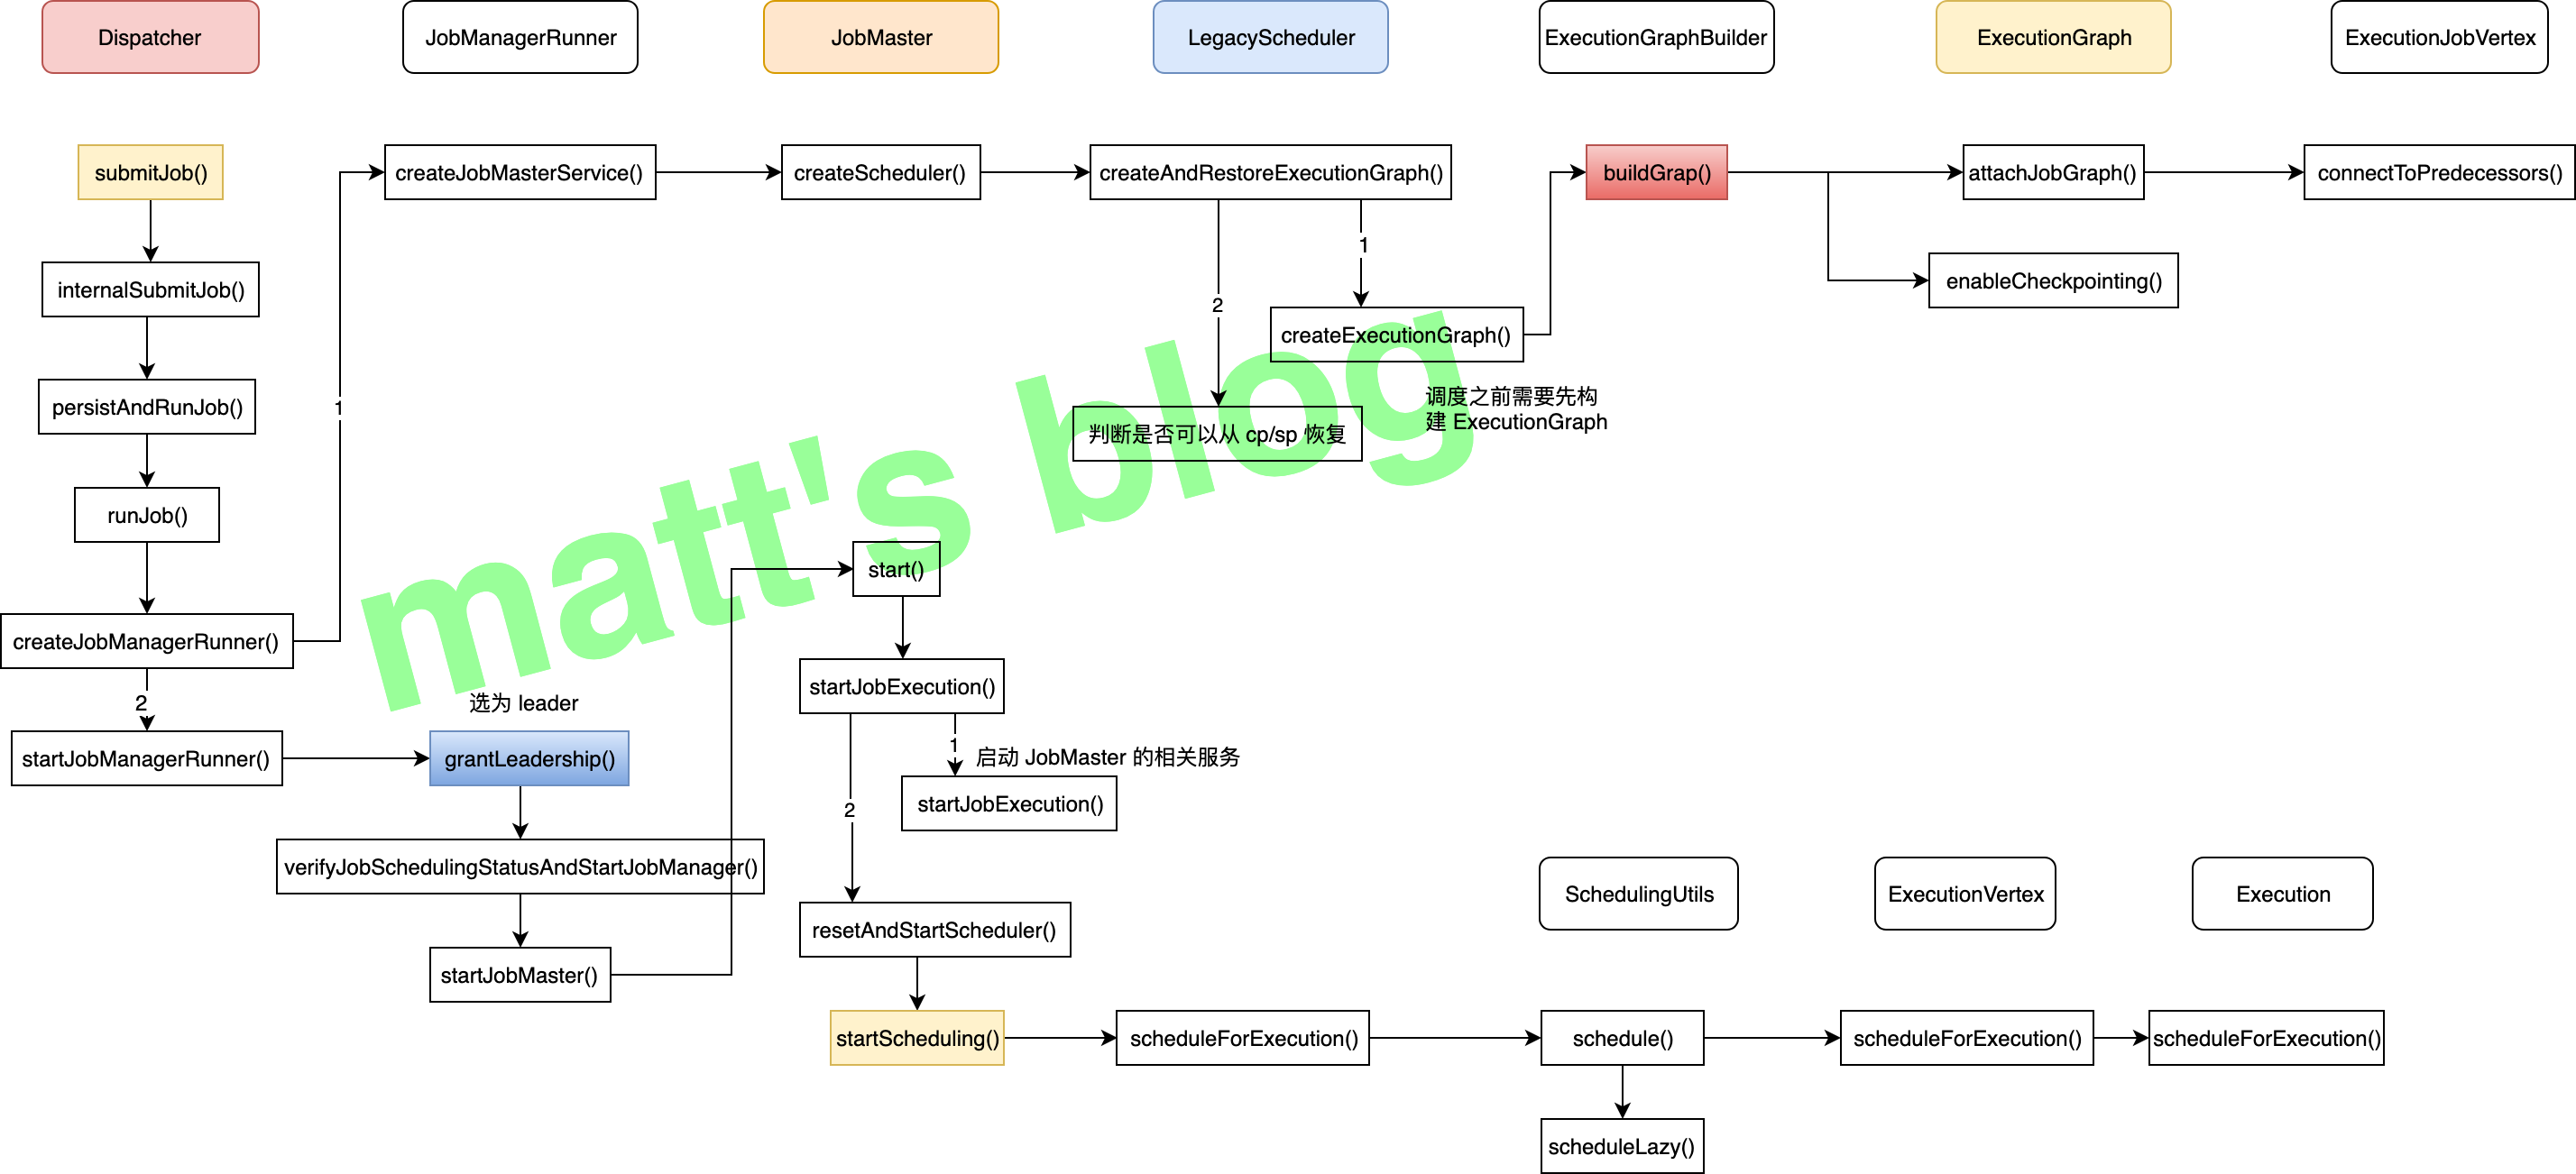 Dispatcher
JobManagerRunner
JobMaster
LegacyScheduler
ExecutionGraphBuilder
ExecutionGraph
ExecutionJobVertex
submitJob()
createJobMasterService()
createScheduler()
createAndRestoreExecutionGraph()
buildGrap()
attachJobGraph()
connectToPredecessors()
1
internalSubmitJob()
2
createExecutionGraph()
enableCheckpointing()
persistAndRunJob()
1
判断是否可以从 cp/sp 恢复
调度之前需要先构
建 ExecutionGraph
matt's blog
runJob()
start()
createJobManagerRunner()
startJobExecution()
2
选为 leader
1
启动 JobMaster 的相关服务
startJobManagerRunner()
grantLeadership()
2
startJobExecution()
verifyJobSchedulingStatusAndStartJobManager()
resetAndStartScheduler()
SchedulingUtils
ExecutionVertex
Execution
startJobMaster()
startScheduling()
scheduleForExecution()
schedule()
scheduleForExecution()
scheduleForExecution()
scheduleLazy()